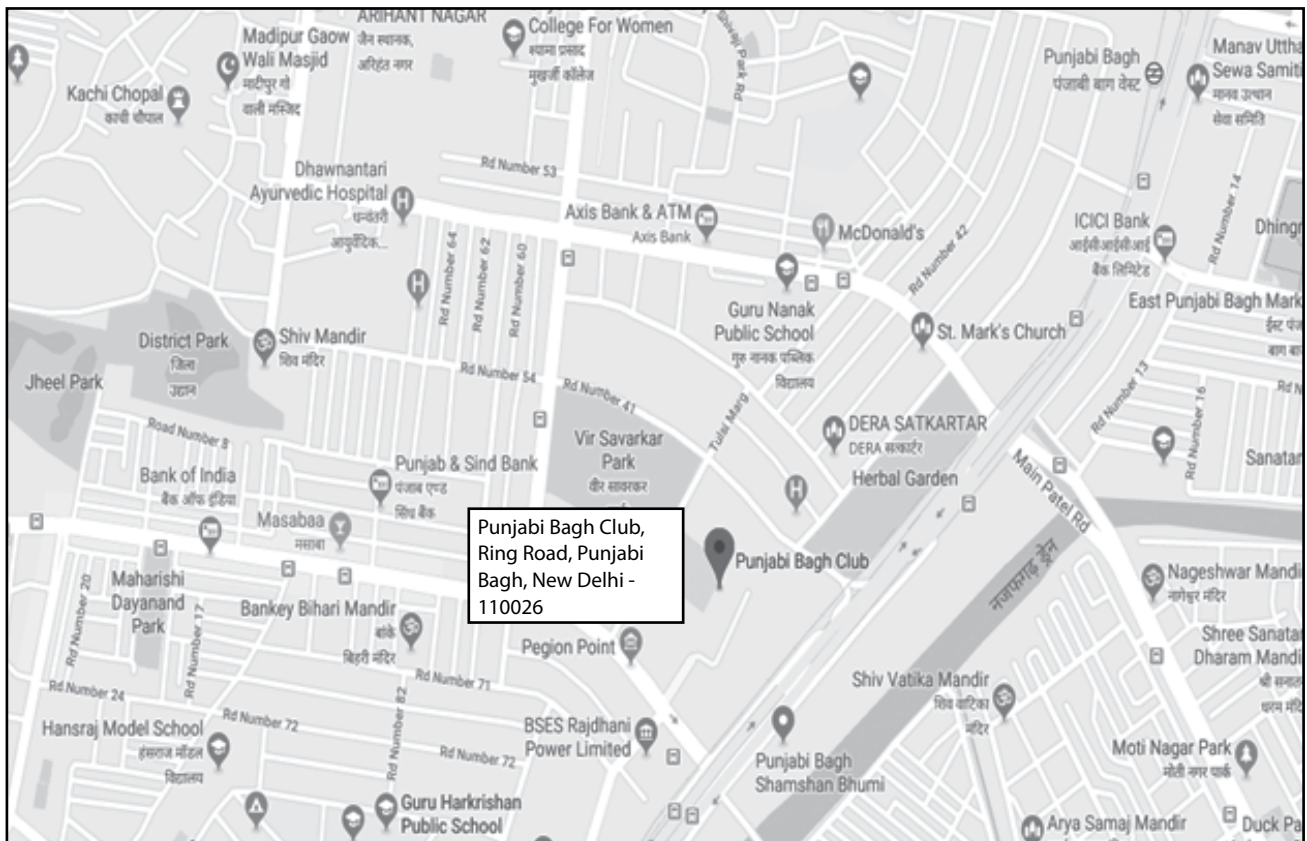 ARIHANT NAGAR
जैन स्थानक,
अरिहंत नगर
College For Women
श्यामा प्रसाद
मुखर्जी कॉलेज
Shivaji Park Rd
Madipur Gaow
Wali Masjid
मादीपुर गो
वाली मस्जिद
Kachi Chopal
काची चौपाल
Punjabi Bagh
पंजाबी बाग वेस्ट
Manav Uttha
Sewa Samiti
मानव उत्थान
सेवा समिति
Rd Number 53
Dhawnantari
Ayurvedic Hospital
धन्वंतरी
आयुर्वेदिक...
Axis Bank & ATM
Axis Bank
McDonald's
Rd Number 42
ICICI Bank
आईसीआईसीआई
बैंक लिमिटेड
Rd Number 14
Dhingr
Rd Number 64
Rd Number 62
Rd Number 60
Guru Nanak
Public School
गुरु नानक पब्लिक
विद्यालय
St. Mark's Church
East Punjabi Bagh Mark
ईस्ट पंजा
बाग बा
District Park
जिला
उद्यान
Shiv Mandir
शिव मंदिर
Jheel Park
Rd Number 54
Rd Number 41
Tulsi Marg
Rd Number 13
Rd Number 16
Rd N
Road Number 8
Vir Savarkar
Park
वीर सावरकर
DERA SATKARTAR
DERA सत्कार्टर
Herbal Garden
Main Patel Rd
Sanatan
Bank of India
बैंक ऑफ इंडिया
Punjab & Sind Bank
पंजाब एण्ड
सिंध बैंक
Masabaa
मसाबा
Punjabi Bagh Club,
Ring Road, Punjabi
Bagh, New Delhi -
110026
Punjabi Bagh Club
नजफगढ़ ड्रेन
Nageshwar Mandi
नागेश्वर मंदिर
Rd Number 20
Maharishi
Dayanand
Park
Rd Number 17
Bankey Bihari Mandir
बांके
बिहरी मंदिर
Pegion Point
Shree Sanatan
Dharam Mandi
श्री सनात
धरम मंदि
Rd Number 24
Rd Number 71
Rd Number 82
Shiv Vatika Mandir
शिव वाटिका
मंदिर
Hansraj Model School
हंसराज मॉडल
विद्यालय
Rd Number 72
Rd Number 72
BSES Rajdhani
Power Limited
Punjabi Bagh
Shamshan Bhumi
Moti Nagar Park
मोती नगर पार्क
Guru Harkrishan
Public School
Arya Samaj Mandir
Duck Pa